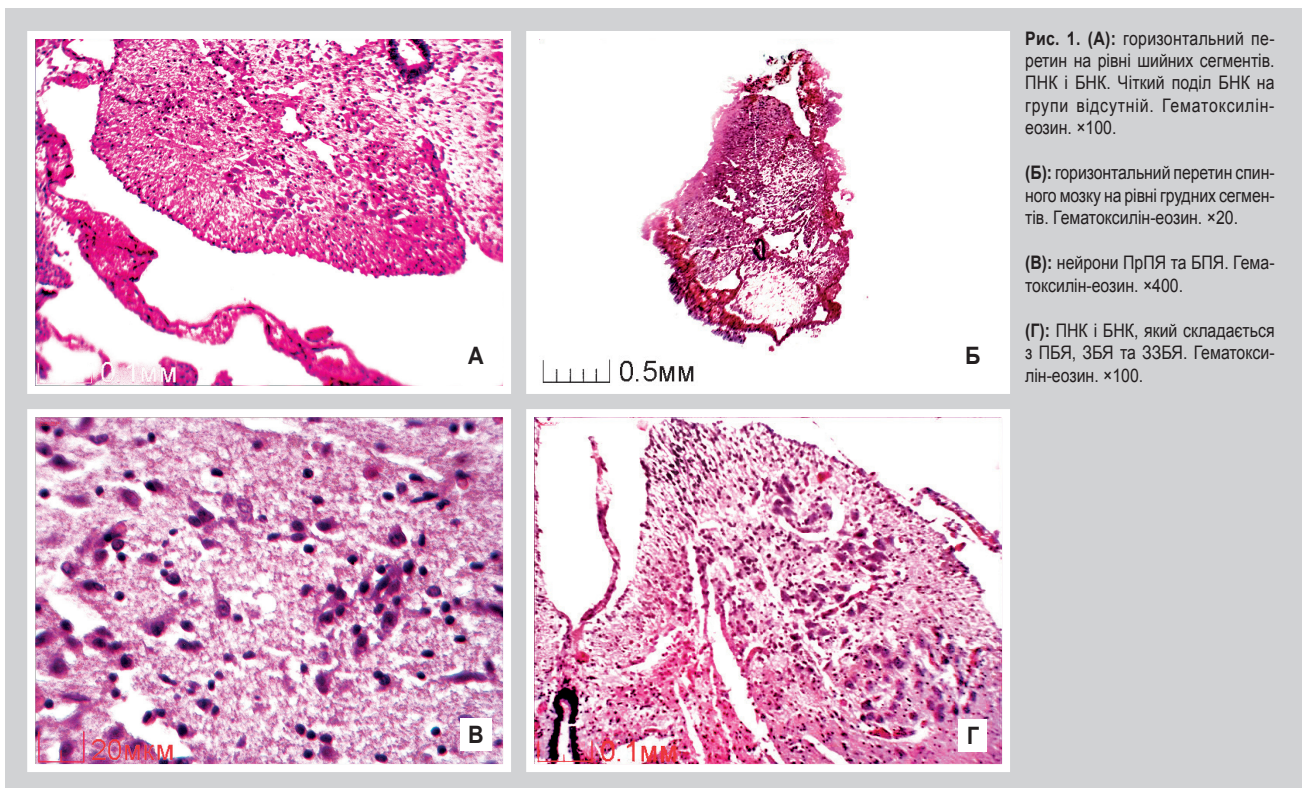 0.1мм
А
0.5мм
Б
20мкм
В
0.1мм
Г
Рис. 1. (А): горизонтальний пе-
ретин на рівні шийних сегментів.
ПНК і БНК. Чіткий поділ БНК на
групи відсутній. Гематоксилін-
еозин. ×100.
(Б): горизонтальний перетин спин-
ного мозку на рівні грудних сегмен-
тів. Гематоксилін-еозин. ×20.
(В): нейрони ПрПЯ та БПЯ. Гема-
токсилін-еозин. ×400.
(Г): ПНК і БНК, який складається
з ПБЯ, ЗБЯ та ЗЗБЯ. Гематокси-
лін-еозин. ×100.